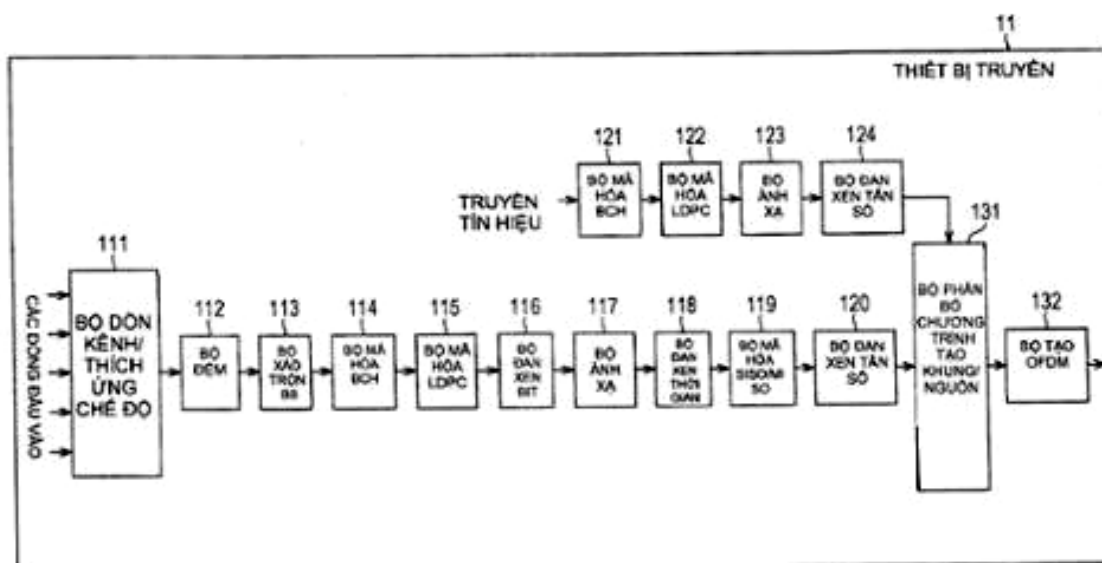 11
THIẾT BỊ TRUYỀN
121
122
123
124
BỘ MÃ
HÓA
BCH
BỘ MÃ
HÓA
LDPC
BỘ
ÁNH
XẠ
BỘ ĐAN
XEN TẦN
SỐ
TRUYỀN
TÍN HIỆU
131
111
CÁC DÒNG ĐẦU VÀO
BỘ DỒN
KÊNH/
THÍCH
ỨNG
CHẾ ĐỘ
112
BỘ
ĐỆM
113
BỘ
XÁO
TRỘN
BB
114
BỘ MÃ
HÓA
BCH
115
BỘ MÃ
HÓA
LDPC
116
BỘ
ĐAN
XEN
BIT
117
BỘ
ÁNH
XẠ
118
BỘ
ĐAN
XEN
THỜI
GIAN
119
BỘ MÃ
HÓA
SISO/MI
SO
120
BỘ ĐAN
XEN TẦN
SỐ
BỘ PHÂN
BỔ
CHƯƠNG
TRÌNH
TẠO
KHUNG/
NGUỒN
132
BỘ TẠO
OFDM